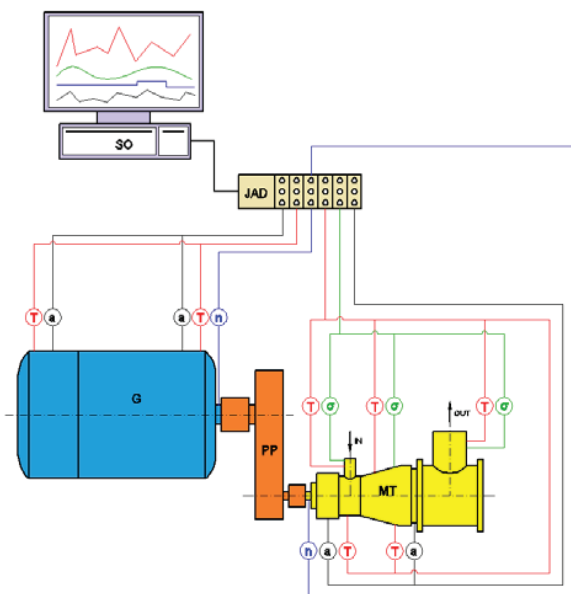 SO
JAD
T a a T n
G
T σ T σ T σ
OUT
PP
IN
MT
n a T T a